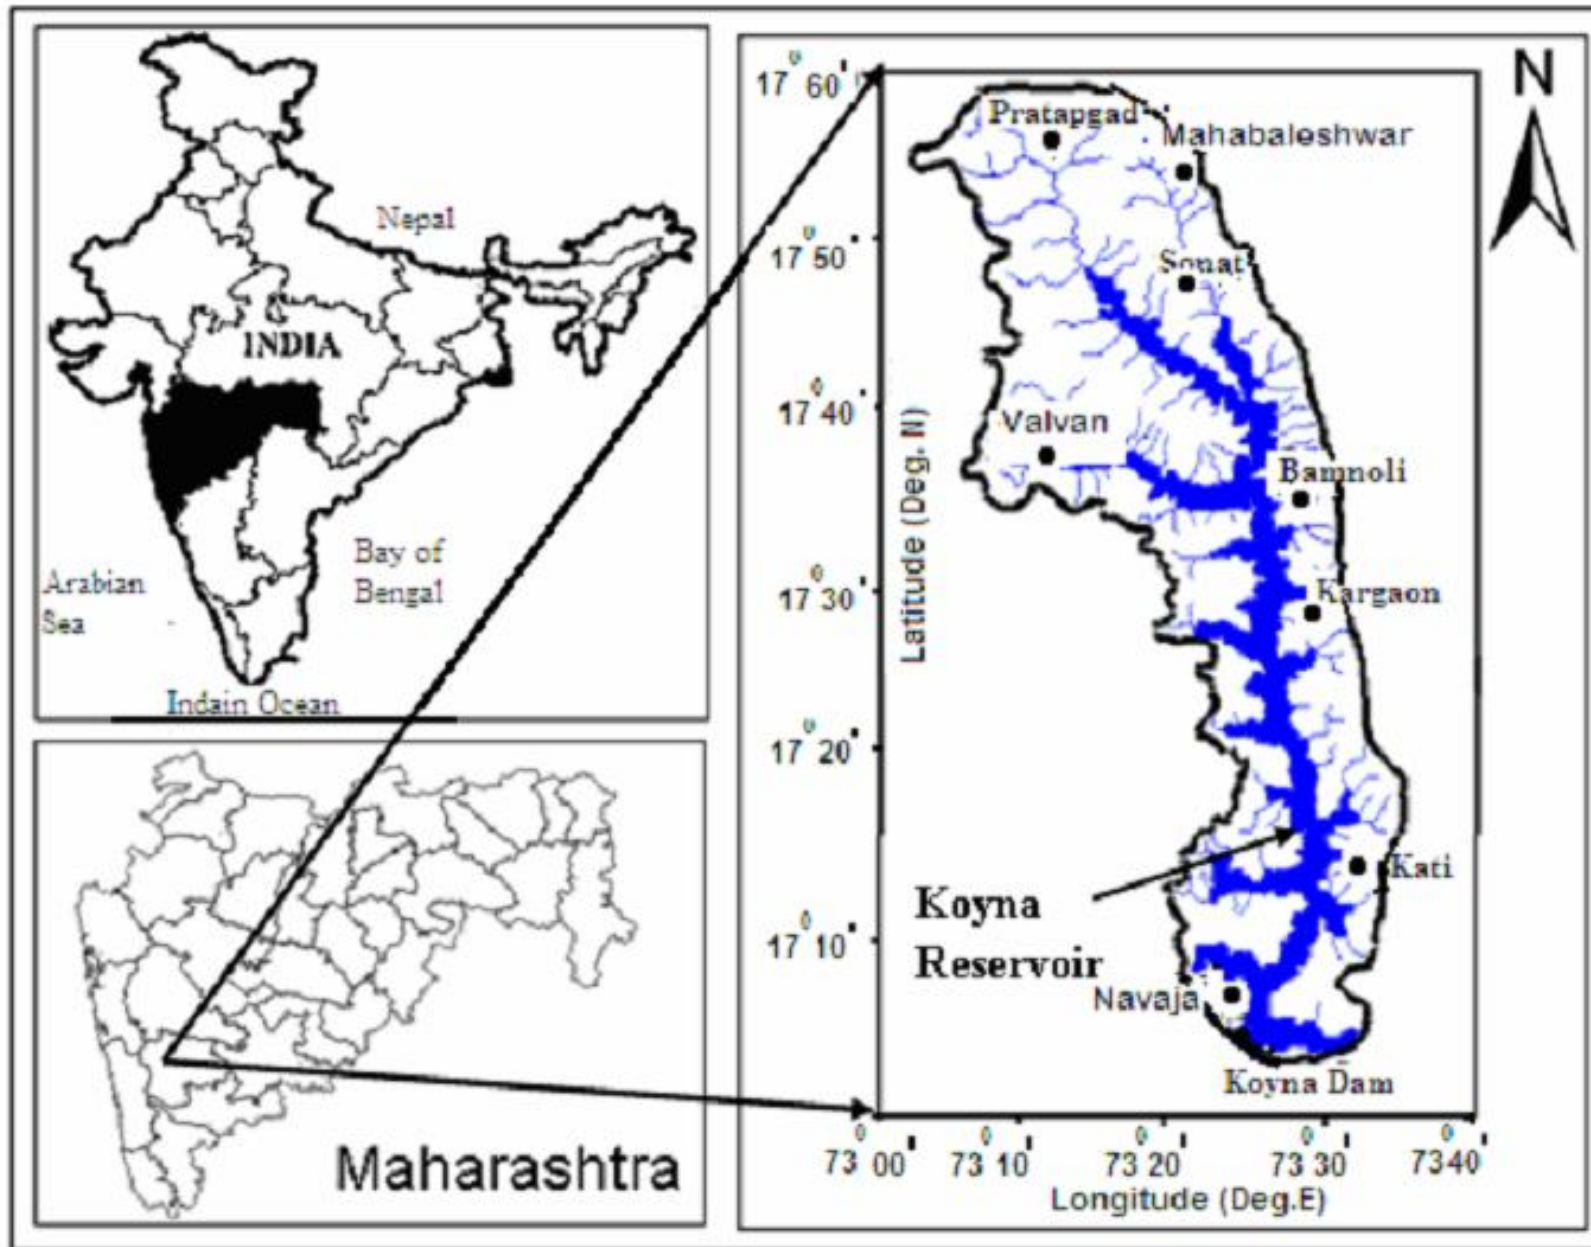 Nepal
INDIA
Bay of
Bengal
Arabian
Sea
Indain Ocean
Maharashtra
N
17° 60'
17° 50'
17° 40'
17° 30'
17° 20'
17° 10'
Latitude (Deg. N)
Pratapgad
Mahabaleshwar
Sonat
Valvan
Bamnoli
Kargaon
Kati
Koyna
Reservoir
Navaja
Koyna Dam
73° 00' 73° 10' 73° 20' 73° 30' 73° 40'
Longitude (Deg.E)